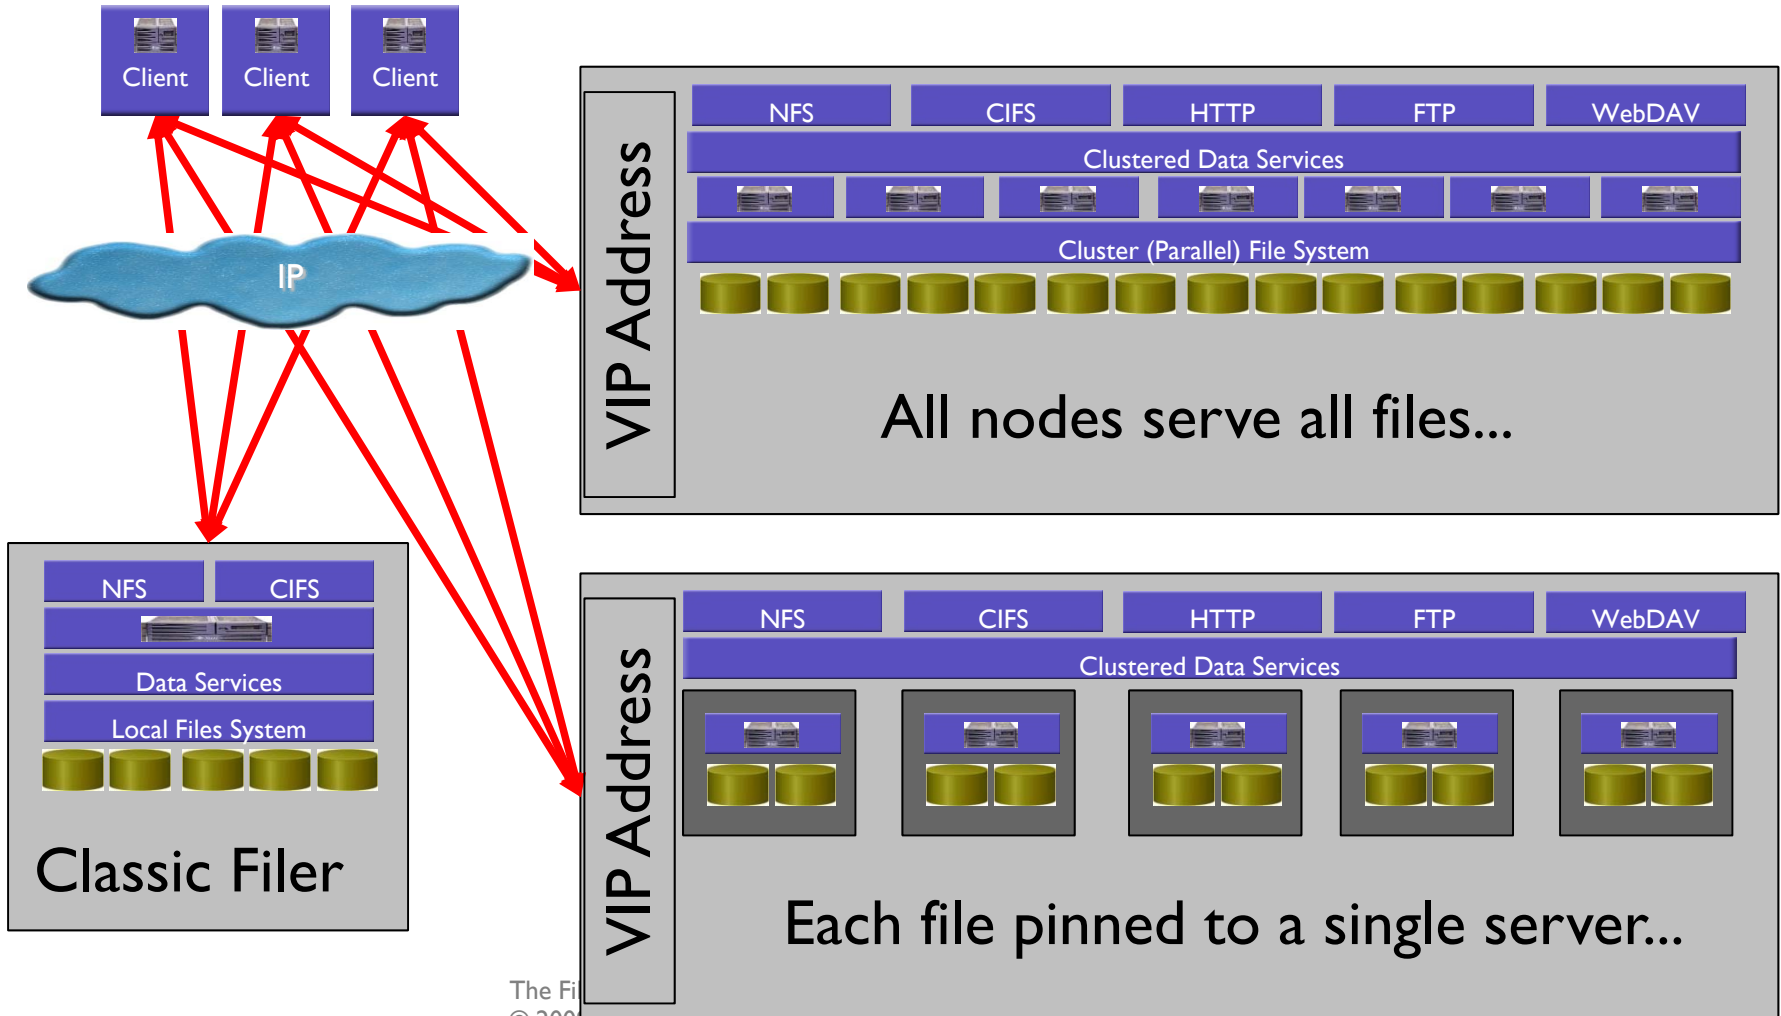 Client
Client
Client
IP
VIP Address
NFS
CIFS
HTTP
FTP
WebDAV
Clustered Data Services
Cluster (Parallel) File System
All nodes serve all files...
NFS
CIFS
Data Services
Local Files System
Classic Filer
VIP Address
NFS
CIFS
HTTP
FTP
WebDAV
Clustered Data Services
Each file pinned to a single server...
The
©